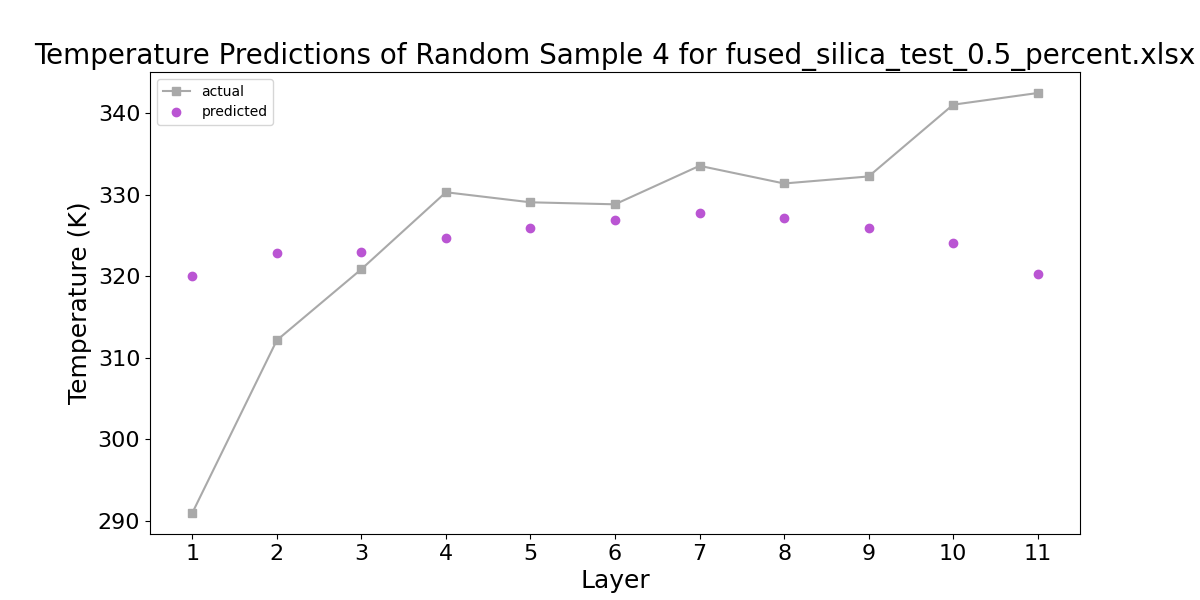 Temperature Predictions of Random Sample 4 for fused_silica_test_0.5_percent.xlsx
actual
predicted
340
330
320
310
300
290
Temperature (K)
1 2 3 4 5 6 7 8 9 10 11
Layer